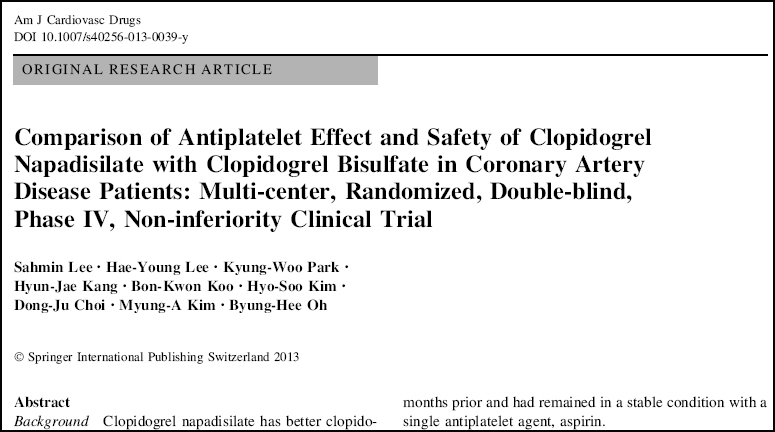 Am J Cardiovasc Drugs
DOI 10.1007/s40256-013-0039-y
ORIGINAL RESEARCH ARTICLE
Comparison of Antiplatelet Effect and Safety of Clopidogrel
Napadisilate with Clopidogrel Bisulfate in Coronary Artery
Disease Patients: Multi-center, Randomized, Double-blind,
Phase IV, Non-inferiority Clinical Trial
Sahmin Lee · Hae-Young Lee · Kyung-Woo Park ·
Hyun-Jae Kang · Bon-Kwon Koo · Hyo-Soo Kim ·
Dong-Ju Choi · Myung-A Kim · Byung-Hee Oh
© Springer International Publishing Switzerland 2013
Abstract
Background Clopidogrel napadisilate has better clopido-
months prior and had remained in a stable condition with a
single antiplatelet agent, aspirin.